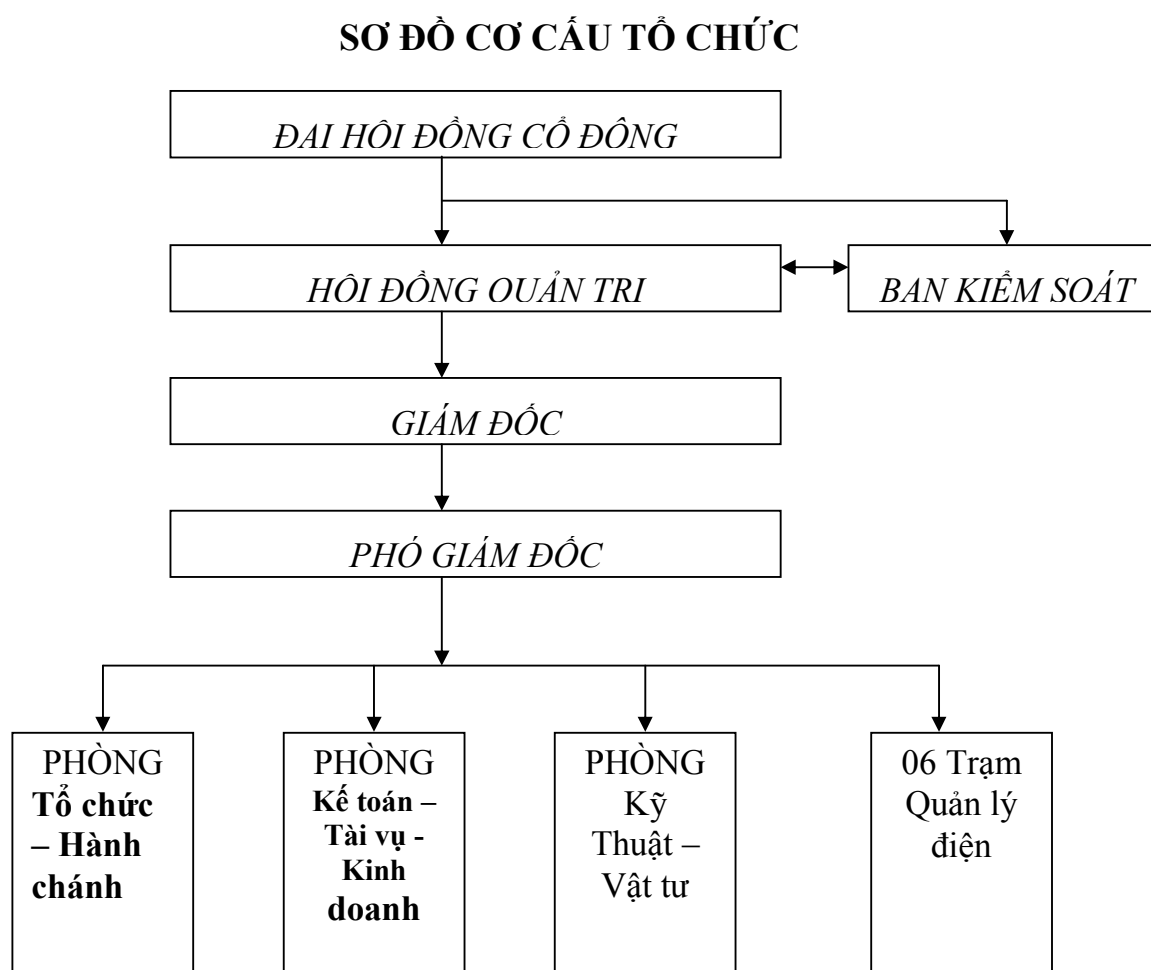 SƠ ĐỒ CƠ CẤU TỔ CHỨC
ĐAI HÔI ĐỒNG CỔ ĐÔNG
HÔI ĐỒNG QUẢN TRI
BAN KIỂM SOÁT
GIÁM ĐỐC
PHÓ GIÁM ĐỐC
PHÒNG
Tổ chức
– Hành
chánh
PHÒNG
Kế toán –
Tài vụ -
Kinh
doanh
PHÒNG
Kỹ
Thuật –
Vật tư
06 Trạm
Quản lý
điện